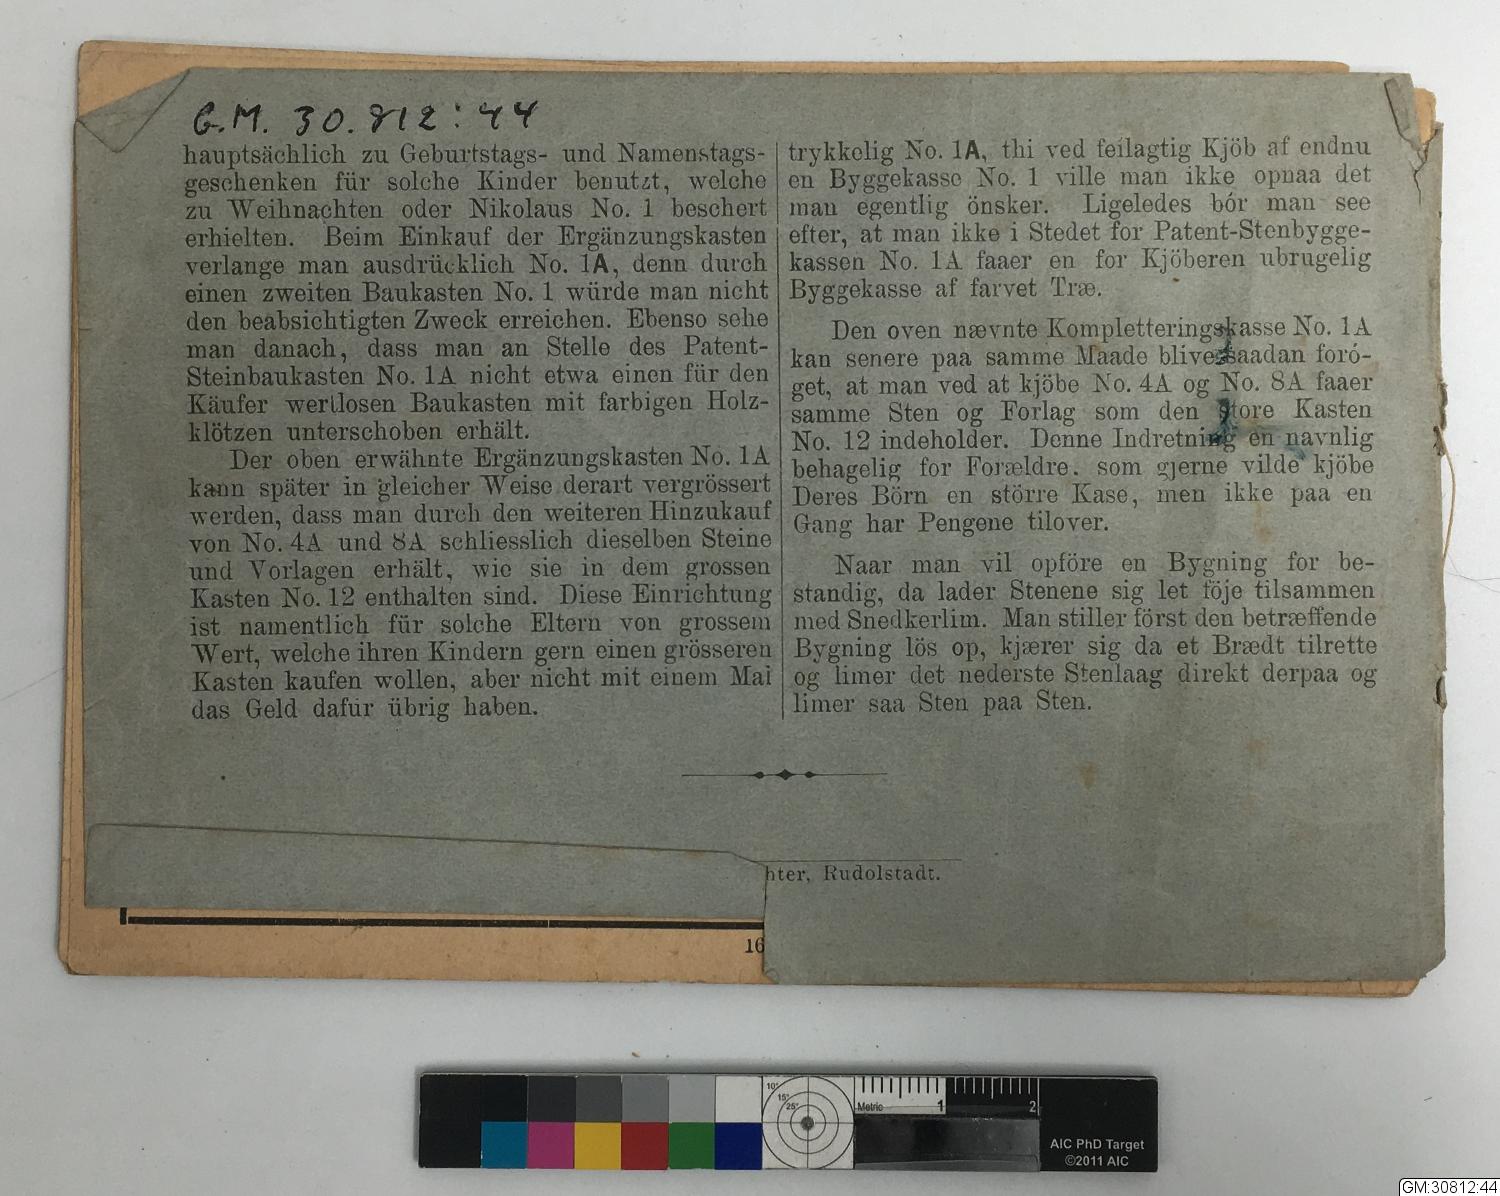 G.M. 30.812:44
hauptsächlich zu Geburtstags- und Namenstags-
geschenken für solche Kinder benutzt, welche
zu Weihnachten oder Nikolaus No. 1 beschert
erhielten. Beim Einkauf der Ergänzungskasten
verlange man ausdrücklich No. 1A, denn durch
einen zweiten Baukasten No. 1 würde man nicht
den beabsichtigten Zweck erreichen. Ebenso sehe
man danach, dass man an Stelle des Patent-
Steinbaukasten No. 1A nicht etwa einen für den
Käufer wertlosen Baukasten mit farbigen Holz-
klötzen unterschoben erhält.
Der oben erwähnte Ergänzungskasten No. 1A
kann später in gleicher Weise derart vergrössert
werden, dass man durch den weiteren Hinzukauf
von No. 4A und 8A schliesslich dieselben Steine
und Vorlagen erhält, wie sie in dem grossen
Kasten No. 12 enthalten sind. Diese Einrichtung
ist namentlich für solche Eltern von grossem
Wert, welche ihren Kindern gern einen grösseren
Kasten kaufen wollen, aber nicht mit einem Mal
das Geld dafür übrig haben.
trykkelig No. 1A, thi ved feilagtig Kjöb af endnu
en Byggekasse No. 1 ville man ikke opnaa det
man egentlig önsker. Ligeledes bór man see
efter, at man ikke i Stedet for Patent-Stenbygge-
kassen No. 1A faaer en for Kjöberen ubrugelig
Byggekasse af farvet Træ.
Den oven nævnte Kompletteringskasse No. 1A
kan senere paa samme Maade blive saadan foró-
get, at man ved at kjöbe No. 4A og No. 8A faaer
samme Sten og Forlag som den store Kasten
No. 12 indeholder. Denne Indretning en navnlig
behagelig for Forældre. som gjerne vilde kjöbe
Deres Börn en större Kase, men ikke paa en
Gang har Pengene tilover.
Naar man vil opföre en Bygning for be-
standig, da lader Stenene sig let föje tilsammen
med Snedkerlim. Man stiller först den betræffende
Bygning lös op, kjærer sig da et Brædt tilrette
og limer det nederste Stenlaag direkt derpaa og
limer saa Sten paa Sten.
hter, Rudolstadt.
16
10°
15°
25°
Metric 1 2
AIC PhD Target
©2011 AIC
GM:30812:44